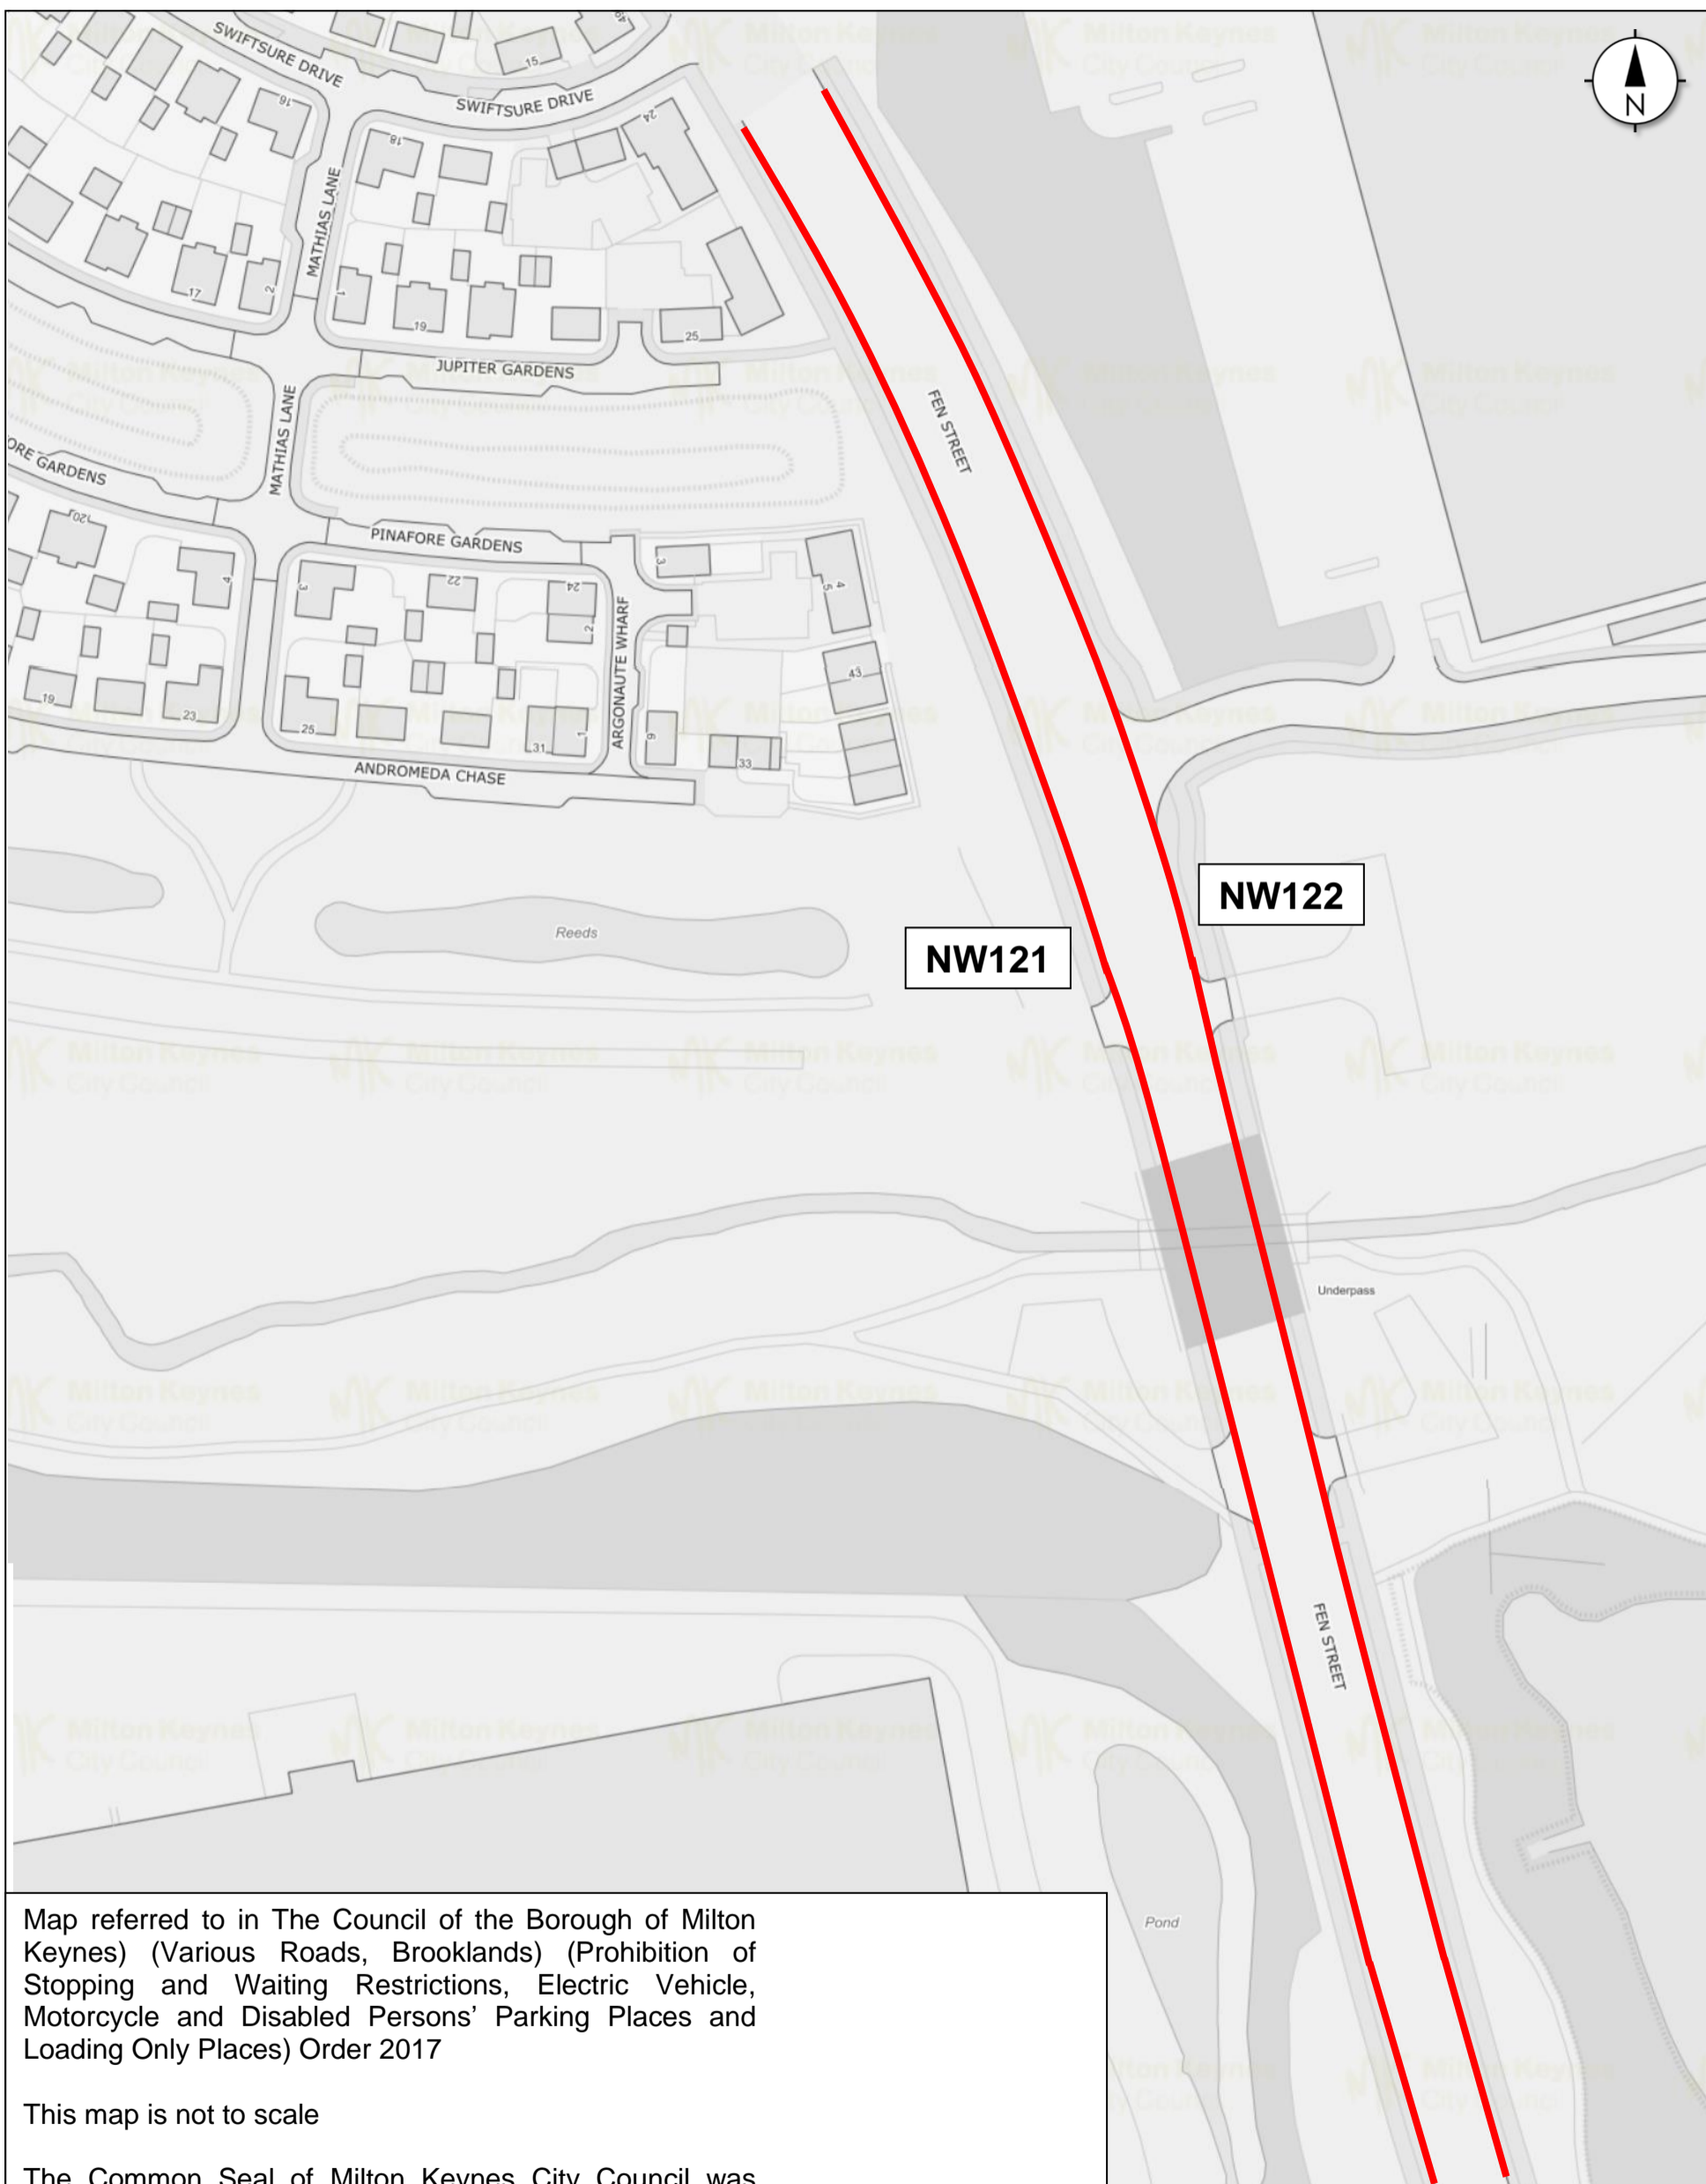 SWIFTSURE DRIVE
SWIFTSURE DRIVE
15
16
18
24
N
MATHIAS LANE
17
2
1
19
25
JUPITER GARDENS
MATHIAS LANE
FEN STREET
ORE GARDENS
20
PINAFORE GARDENS
3
4
3
22
24
2
4
5
ARGONAUTE WHARF
43
19
23
25
31
1
9
33
ANDROMEDA CHASE
NW122
NW121
Reeds
Underpass
FEN STREET
Pond
Milton Keynes
City Council
Map referred to in The Council of the Borough of Milton
Keynes) (Various Roads, Brooklands) (Prohibition of
Stopping and Waiting Restrictions, Electric Vehicle,
Motorcycle and Disabled Persons’ Parking Places and
Loading Only Places) Order 2017
This map is not to scale
The Common Seal of Milton Keynes City Council was